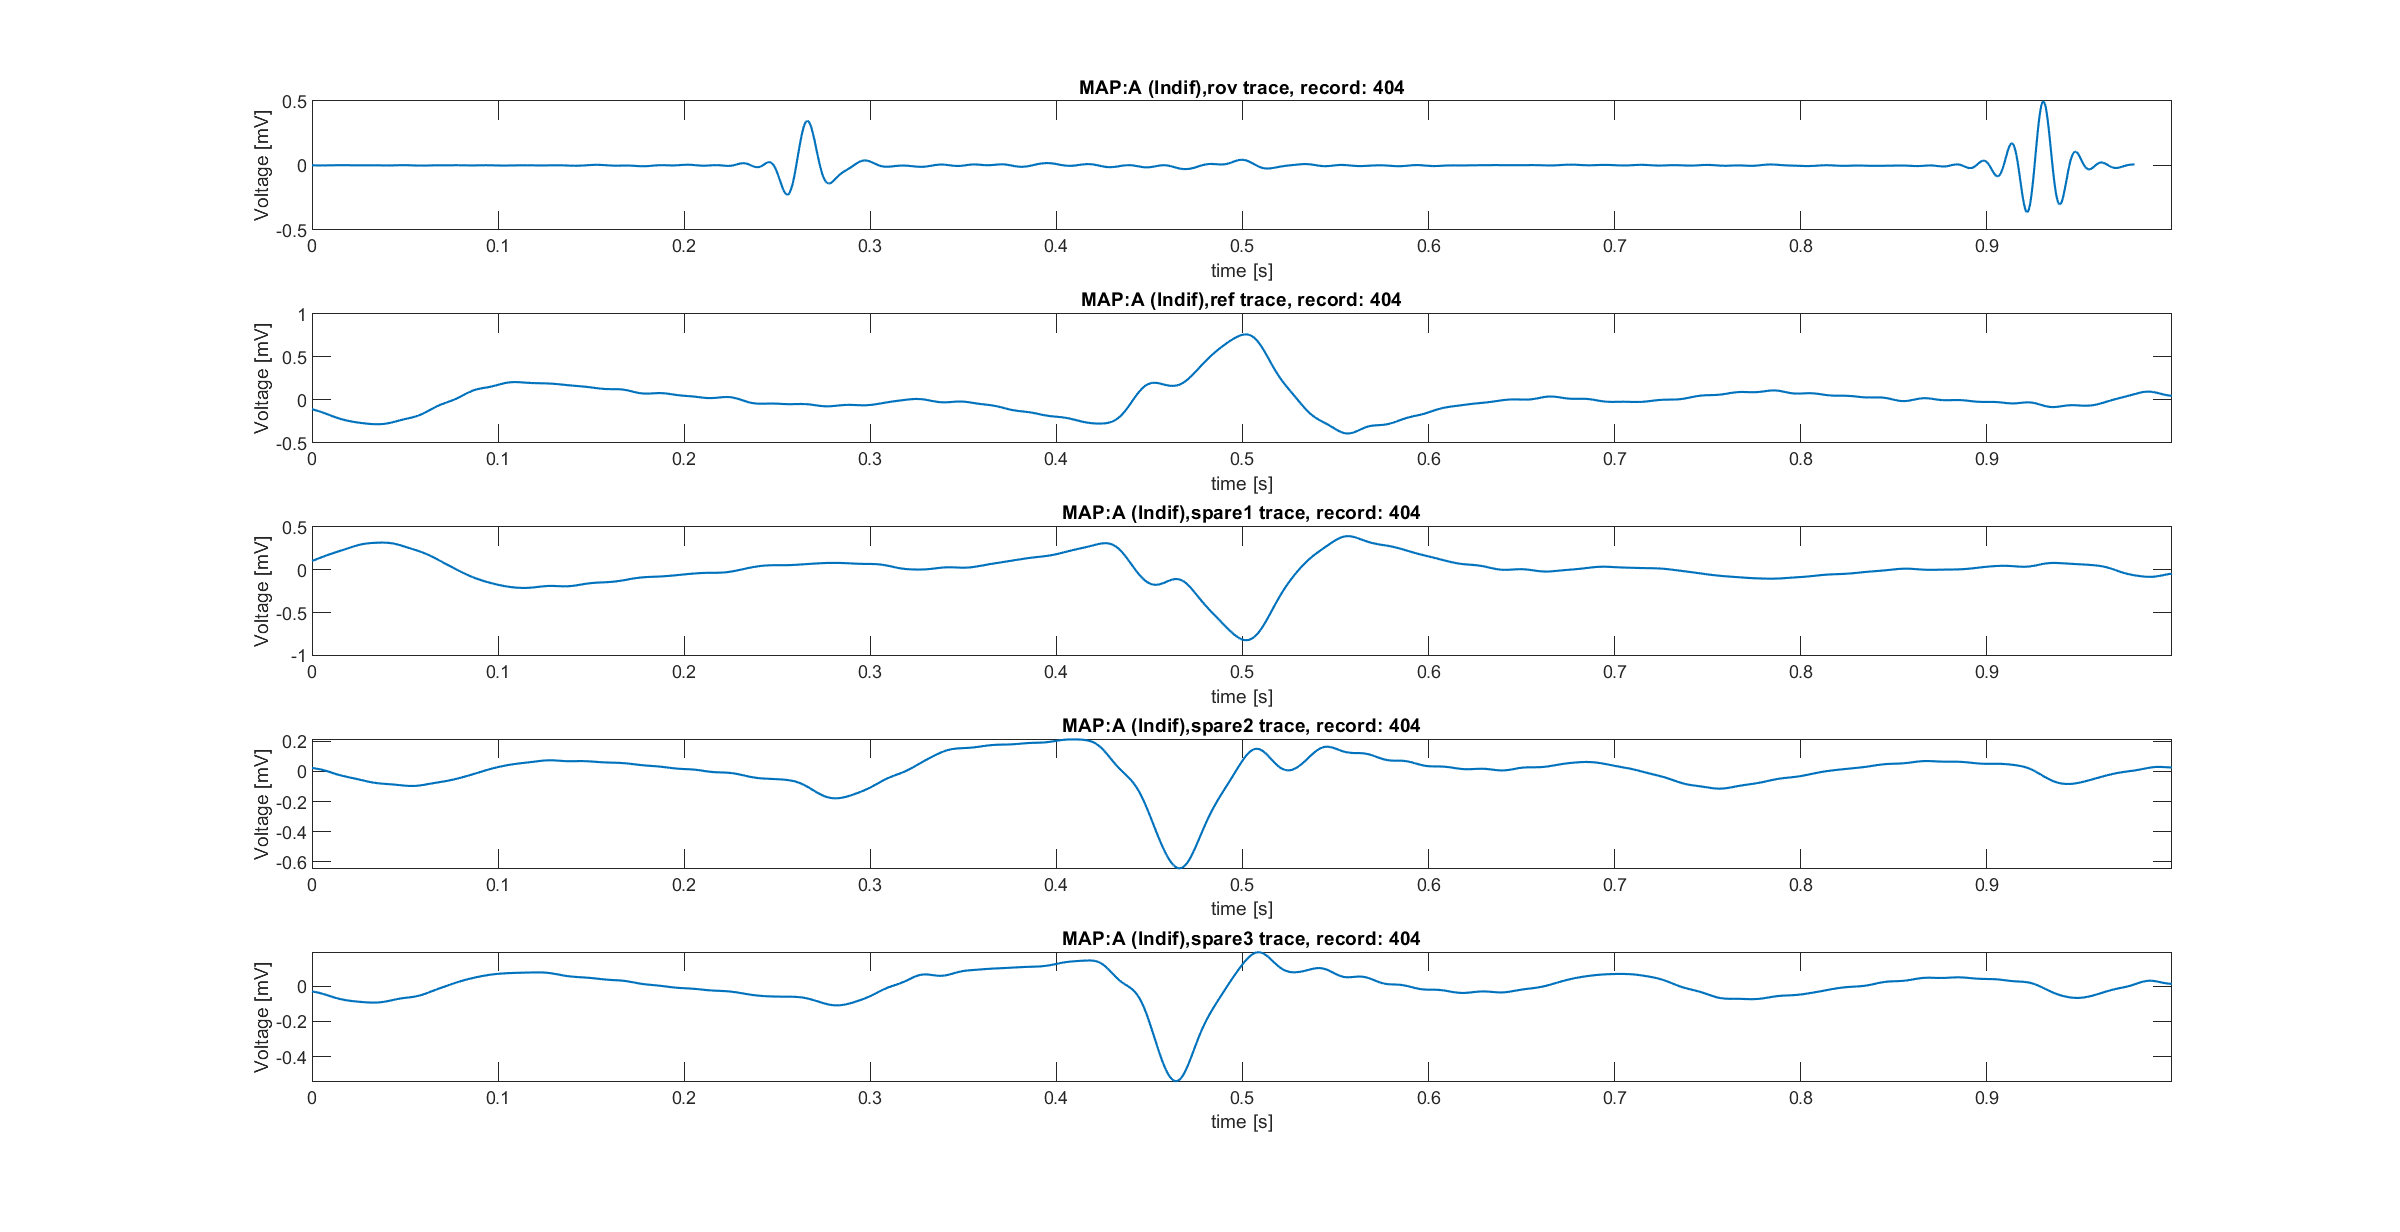 MAP:A (Indif),rov trace, record: 404
Voltage [mV]
0.5
0
-0.5
0 0.1 0.2 0.3 0.4 0.5 0.6 0.7 0.8 0.9
time [s]
MAP:A (Indif),ref trace, record: 404
Voltage [mV]
1
0.5
0
-0.5
0 0.1 0.2 0.3 0.4 0.5 0.6 0.7 0.8 0.9
time [s]
MAP:A (Indif),spare1 trace, record: 404
Voltage [mV]
0.5
0
-0.5
-1
0 0.1 0.2 0.3 0.4 0.5 0.6 0.7 0.8 0.9
time [s]
MAP:A (Indif),spare2 trace, record: 404
Voltage [mV]
0.2
0
-0.2
-0.4
-0.6
0 0.1 0.2 0.3 0.4 0.5 0.6 0.7 0.8 0.9
time [s]
MAP:A (Indif),spare3 trace, record: 404
Voltage [mV]
0
-0.2
-0.4
0 0.1 0.2 0.3 0.4 0.5 0.6 0.7 0.8 0.9
time [s]